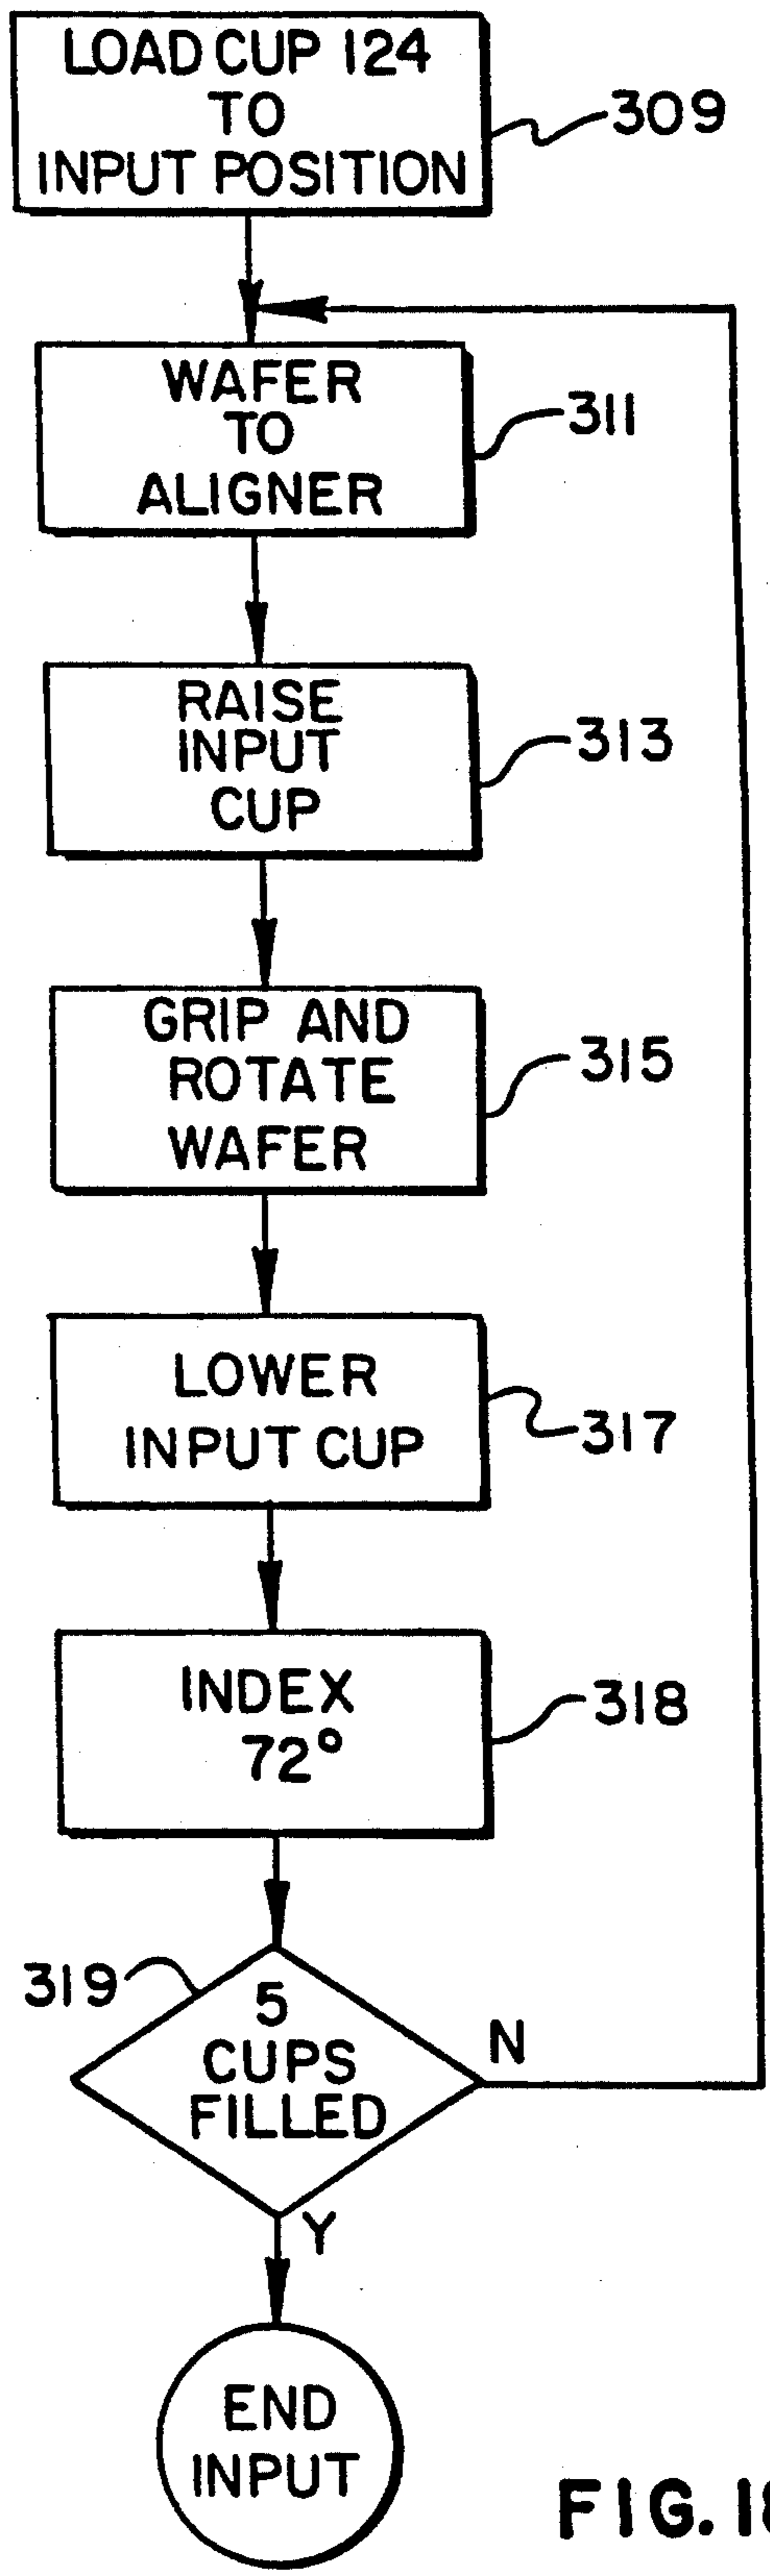 LOAD CUP 124
TO
INPUT POSITION
309
WAFER
TO
ALIGNER
311
RAISE
INPUT
CUP
313
GRIP AND
ROTATE
WAFER
315
LOWER
INPUT CUP
317
INDEX
72°
318
319
5
CUPS
FILLED
N
Y
END
INPUT
FIG.